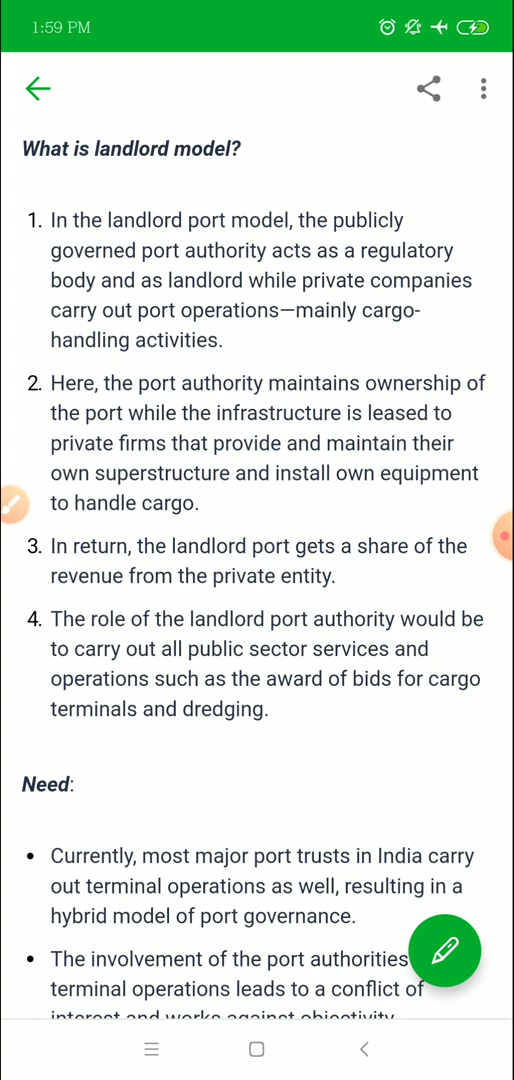 1:59 PM
What is landlord model?
1. In the landlord port model, the publicly
governed port authority acts as a regulatory
body and as landlord while private companies
carry out port operations—mainly cargo-
handling activities.
2. Here, the port authority maintains ownership of
the port while the infrastructure is leased to
private firms that provide and maintain their
own superstructure and install own equipment
to handle cargo.
3. In return, the landlord port gets a share of the
revenue from the private entity.
4. The role of the landlord port authority would be
to carry out all public sector services and
operations such as the award of bids for cargo
terminals and dredging.
Need:
• Currently, most major port trusts in India carry
out terminal operations as well, resulting in a
hybrid model of port governance.
• The involvement of the port authorities
terminal operations leads to a conflict of
interest and works against objectivity